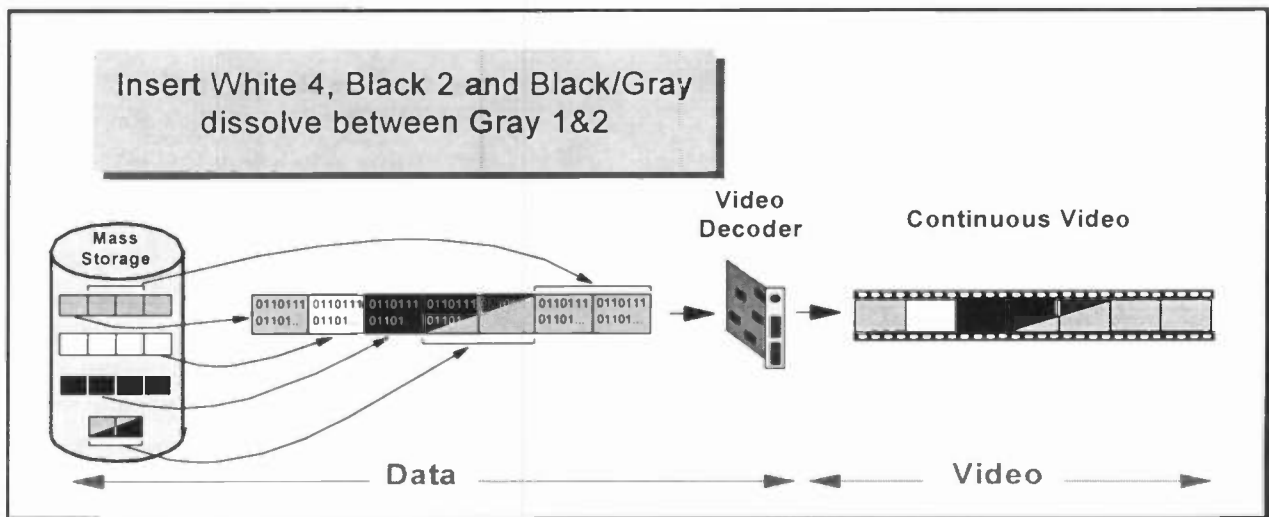 Insert White 4, Black 2 and Black/Gray
dissolve between Gray 1&2
Mass
Storage
0110111 0110111 0110111 0110111 0110111 0110111
01101... 01101... 01101... 01101 01101... 01101...
Video
Decoder
Continuous Video
Data
Video